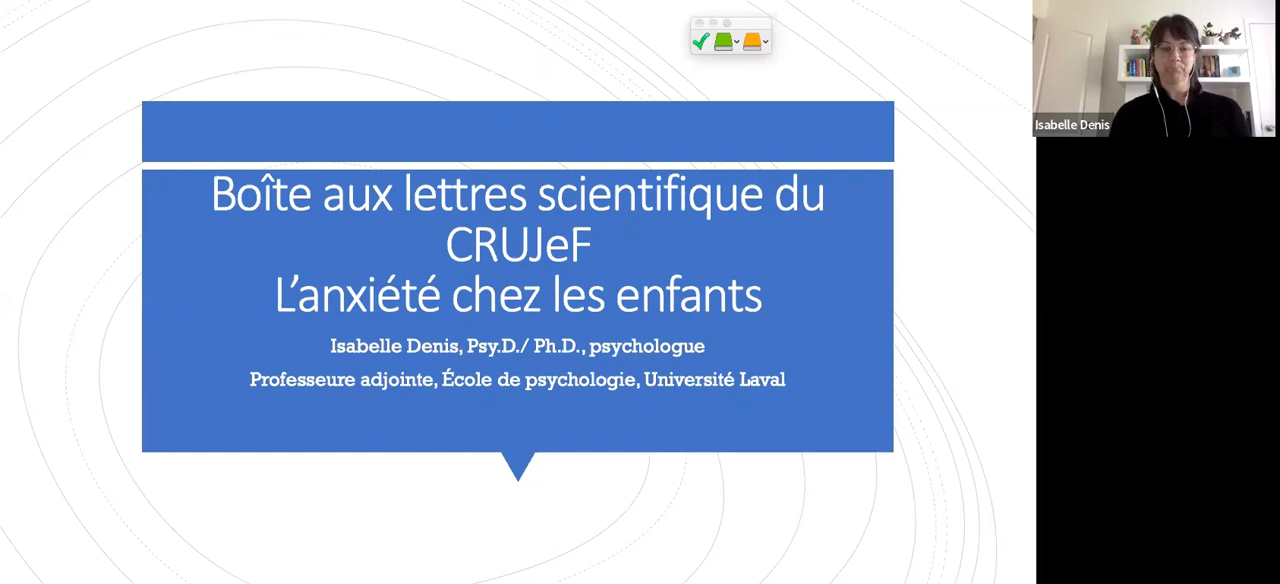 Boîte aux lettres scientifique du
CRUJeF
L'anxiété chez les enfants
Isabelle Denis, Psy.D./ Ph.D., psychologue
Professeure adjointe, École de psychologie, Université Laval
Isabelle Denis